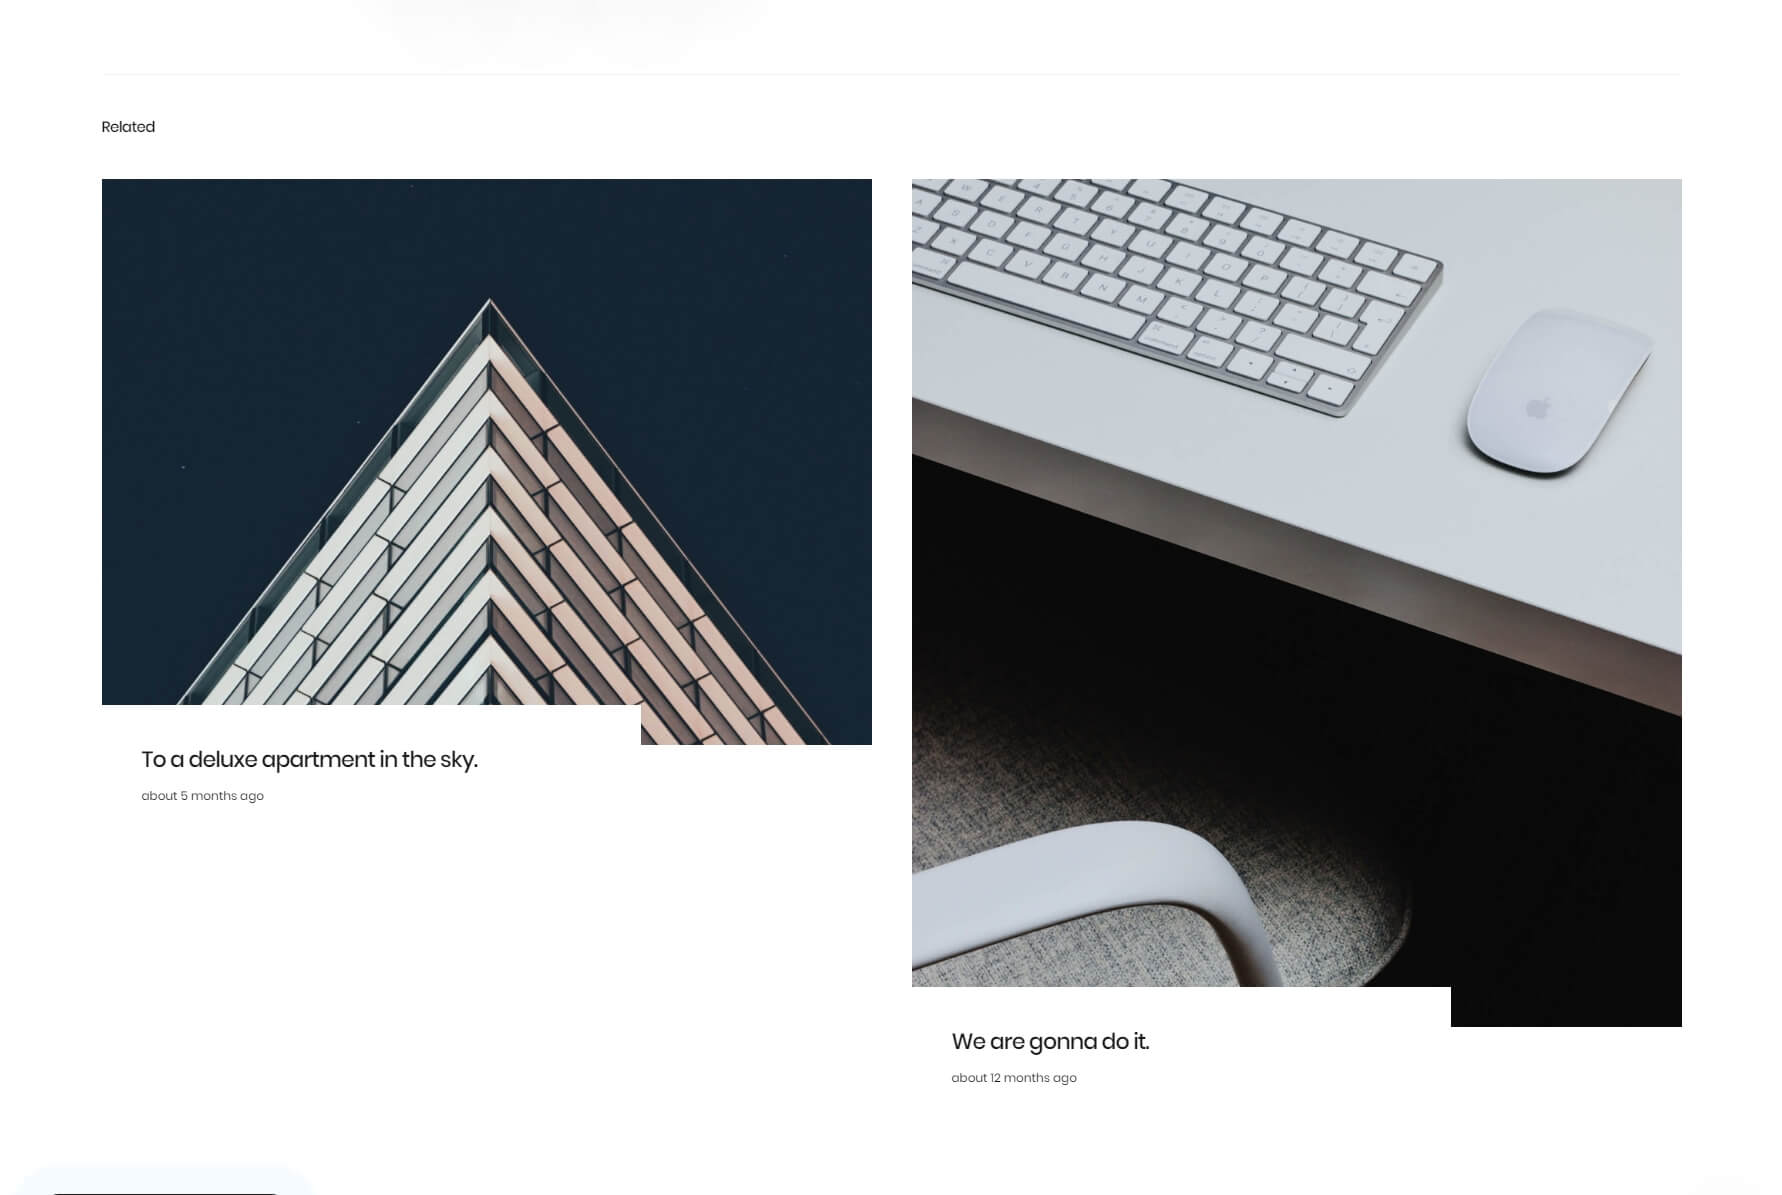 Related
To a deluxe apartment in the sky.
about 5 months ago
We are gonna do it.
about 12 months ago